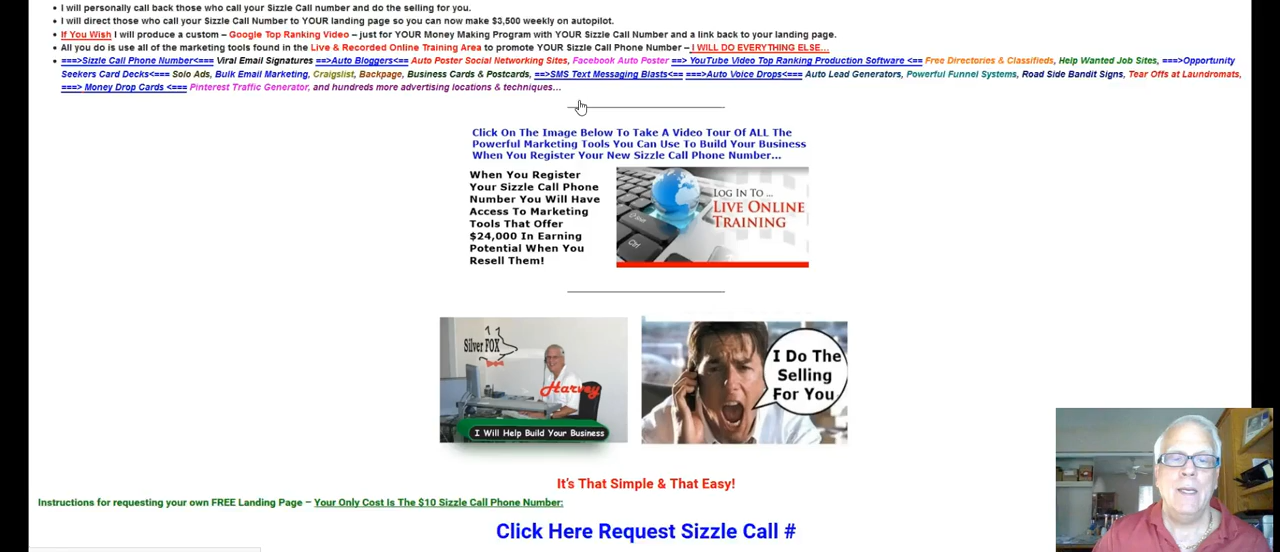 I will personally call back those who call your Sizzle Call number and do the selling for you.
I will direct those who call your Sizzle Call Number to YOUR landing page so you can now make $3,500 weekly on autopilot.
If You Wish I will produce a custom – Google Top Ranking Video – just for YOUR Money Making Program with YOUR Sizzle Call Number and a link back to your landing page.
All you do is use all of the marketing tools found in the Live & Recorded Online Training Area to promote YOUR Sizzle Call Phone Number – I WILL DO EVERYTHING ELSE...
===>Sizzle Call Phone Number<=== Viral Email Signatures ==>Auto Bloggers<== Auto Poster Social Networking Sites, Facebook Auto Poster ==> YouTube Video Top Ranking Production Software <== Free Directories & Classifieds, Help Wanted Job Sites, ===>Opportunity
Seekers Card Decks<=== Solo Ads, Bulk Email Marketing, Craigslist, Backpage, Business Cards & Postcards, ==>SMS Text Messaging Blasts<== ===>Auto Voice Drops<=== Auto Lead Generators, Powerful Funnel Systems, Road Side Bandit Signs, Tear Offs at Laundromats,
===> Money Drop Cards <=== Pinterest Traffic Generator, and hundreds more advertising locations & techniques...
Click On The Image Below To Take A Video Tour Of ALL The
Powerful Marketing Tools You Can Use To Build Your Business
When You Register Your New Sizzle Call Phone Number...
When You Register
Your Sizzle Call Phone
Number You Will Have
Access To Marketing
Tools That Offer
$24,000 In Earning
Potential When You
Resell Them!
LOG IN TO ...
LIVE ONLINE
TRAINING
Ctrl
Silver FOX
Harvey
I Will Help Build Your Business
I Do The
Selling
For You
It's That Simple & That Easy!
Instructions for requesting your own FREE Landing Page – Your Only Cost Is The $10 Sizzle Call Phone Number:
Click Here Request Sizzle Call #